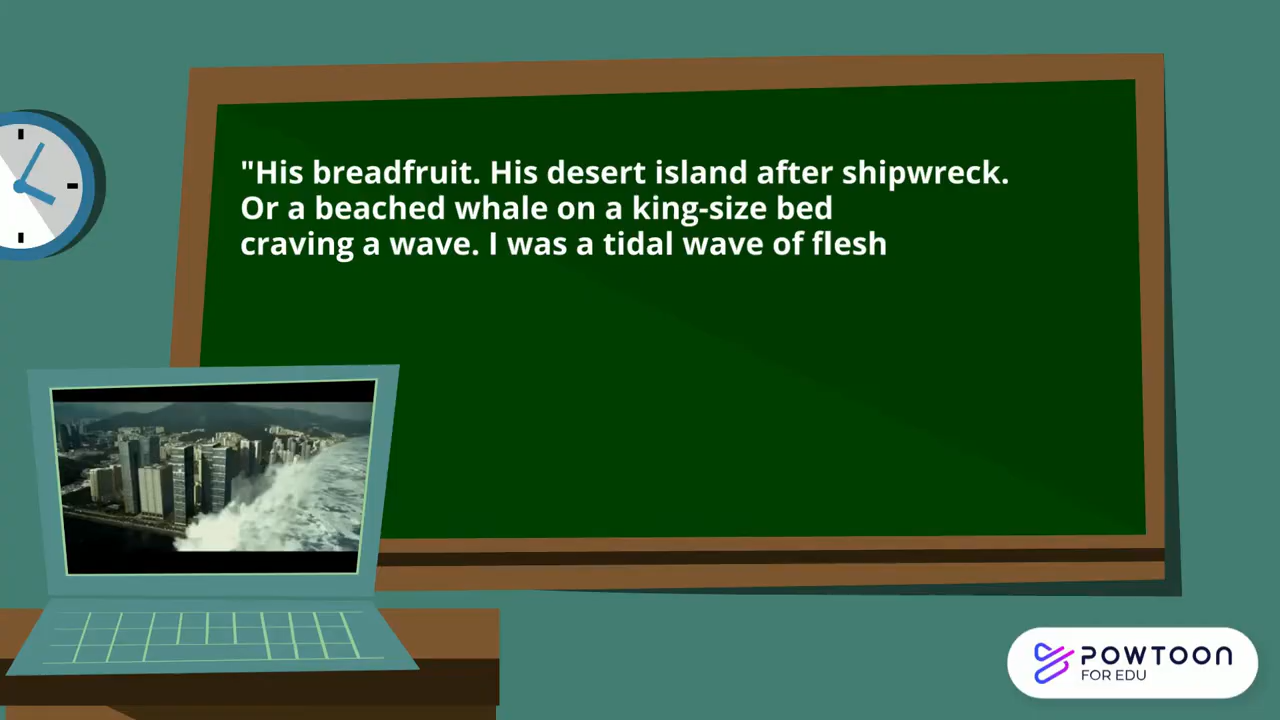 "His breadfruit. His desert island after shipwreck.
Or a beached whale on a king-size bed
craving a wave. I was a tidal wave of flesh
POWTOON
FOR EDU